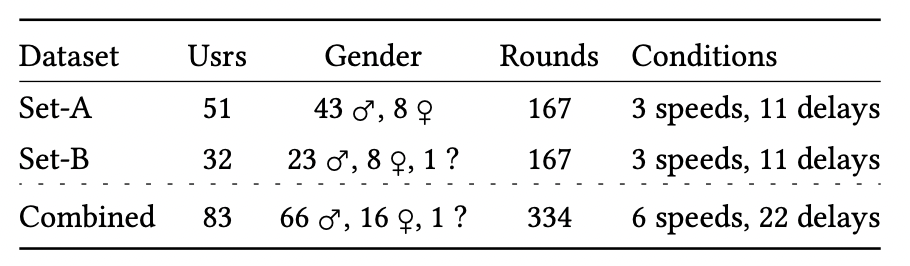 Dataset Usrs Gender Rounds Conditions
Set-A 51 43 ♂, 8 ♀ 167 3 speeds, 11 delays
Set-B 32 23 ♂, 8 ♀, 1 ? 167 3 speeds, 11 delays
Combined 83 66 ♂, 16 ♀, 1 ? 334 6 speeds, 22 delays